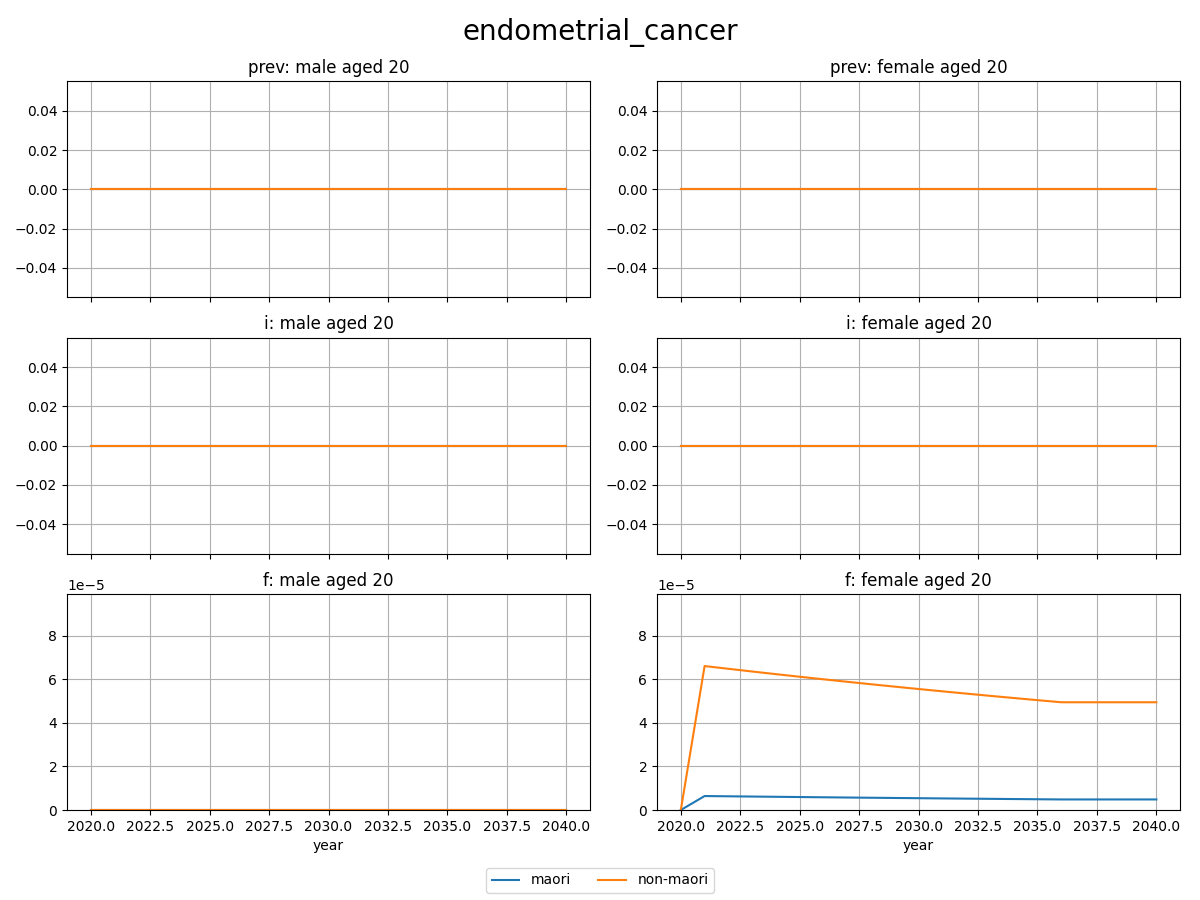 endometrial_cancer
prev: male aged 20
0.04
0.02
0.00
−0.02
−0.04
prev: female aged 20
0.04
0.02
0.00
−0.02
−0.04
i: male aged 20
0.04
0.02
0.00
−0.02
−0.04
i: female aged 20
0.04
0.02
0.00
−0.02
−0.04
f: male aged 20
1e−5
8
6
4
2
0
2020.0 2022.5 2025.0 2027.5 2030.0 2032.5 2035.0 2037.5 2040.0
year
f: female aged 20
1e−5
8
6
4
2
0
2020.0 2022.5 2025.0 2027.5 2030.0 2032.5 2035.0 2037.5 2040.0
year
maori non-maori